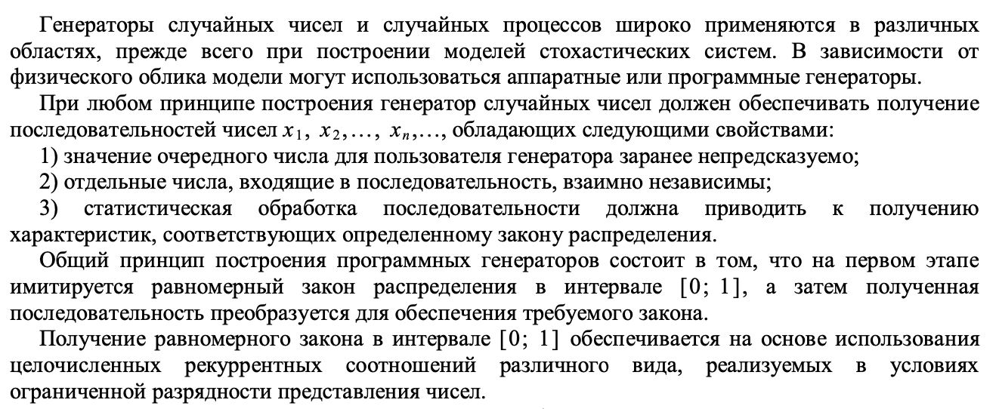 Генераторы случайных чисел и случайных процессов широко применяются в различных
областях, прежде всего при построении моделей стохастических систем. В зависимости от
физического облика модели могут использоваться аппаратные или программные генераторы.
При любом принципе построения генератор случайных чисел должен обеспечивать получение
последовательностей чисел x₁, x₂,…, xₙ,…, обладающих следующими свойствами:
1) значение очередного числа для пользователя генератора заранее непредсказуемо;
2) отдельные числа, входящие в последовательность, взаимно независимы;
3) статистическая обработка последовательности должна приводить к получению
характеристик, соответствующих определенному закону распределения.
Общий принцип построения программных генераторов состоит в том, что на первом этапе
имитируется равномерный закон распределения в интервале [0; 1], а затем полученная
последовательность преобразуется для обеспечения требуемого закона.
Получение равномерного закона в интервале [0; 1] обеспечивается на основе использования
целочисленных рекуррентных соотношений различного вида, реализуемых в условиях
ограниченной разрядности представления чисел.